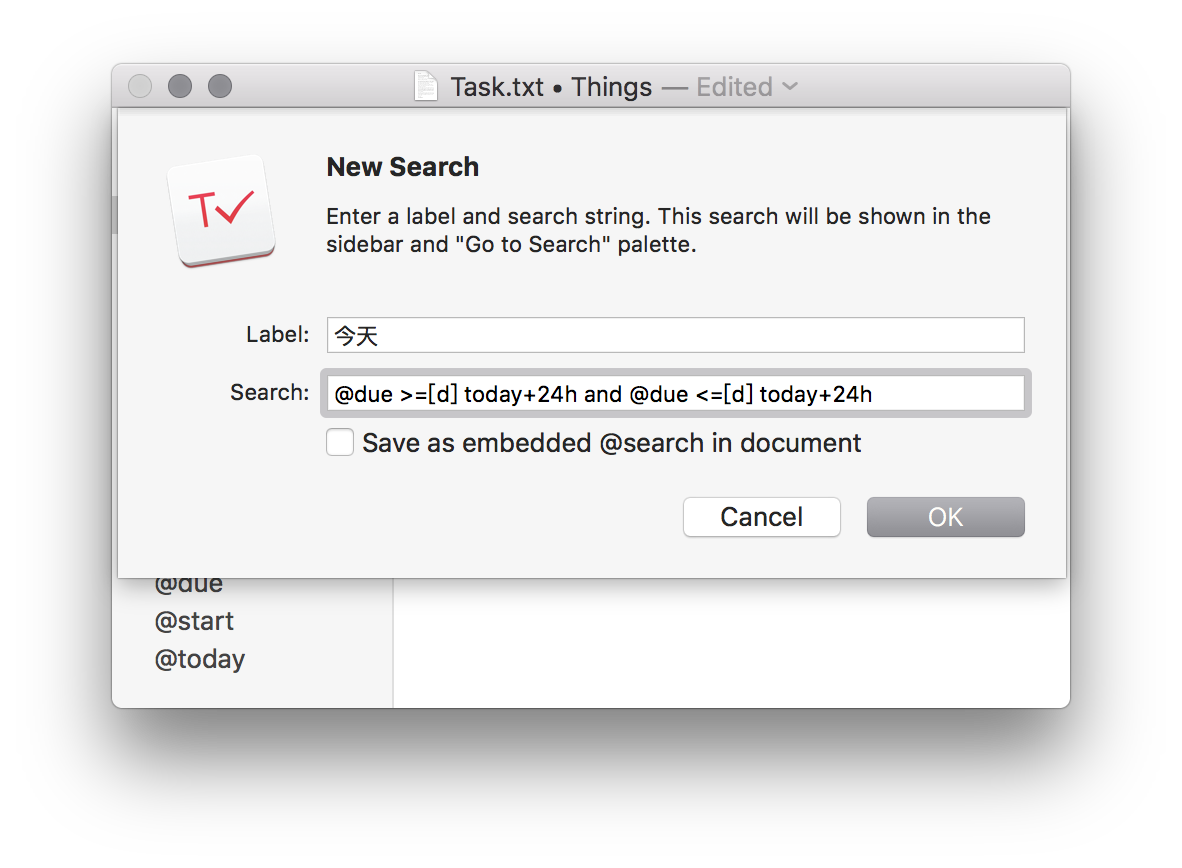 Task.txt • Things — Edited
New Search
Enter a label and search string. This search will be shown in the
sidebar and "Go to Search" palette.
Label: 今天
Search: @due >=[d] today+24h and @due <=[d] today+24h
Save as embedded @search in document
Cancel OK
@due
@start
@today